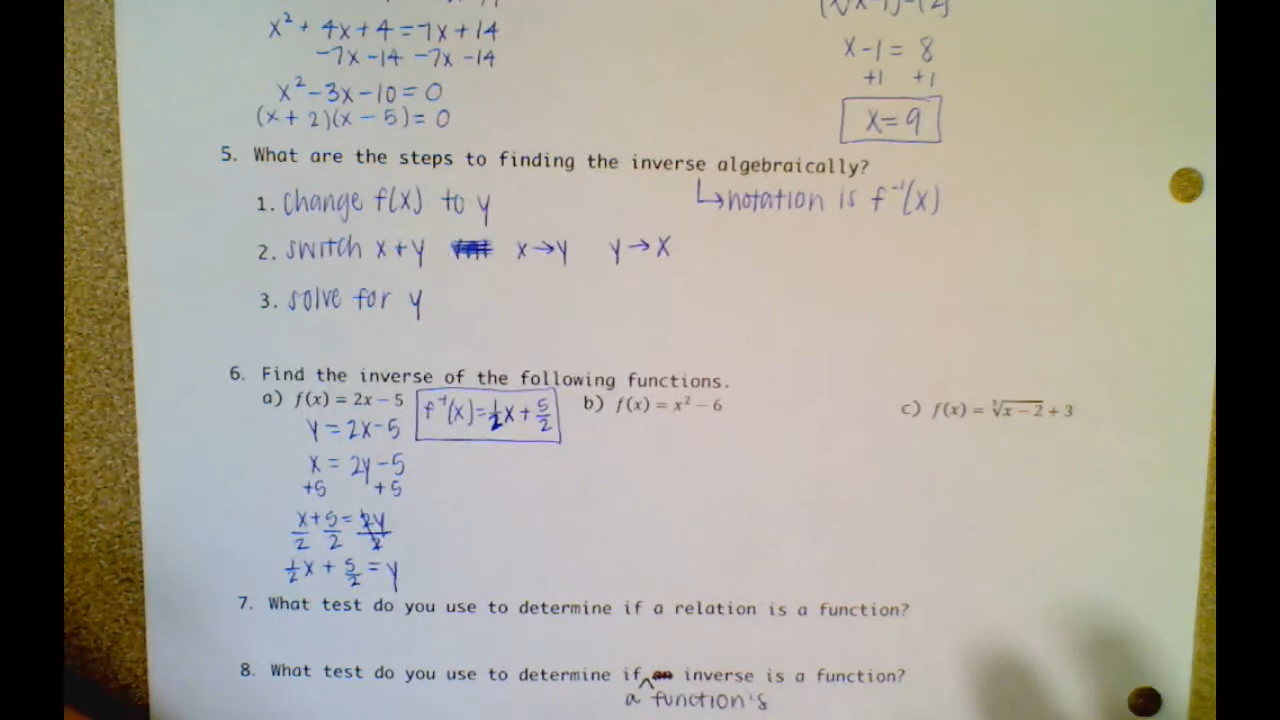 x² + 4x + 4 = 7x + 14
-7x -14 -7x -14
x² - 3x - 10 = 0
(x + 2)(x - 5) = 0
x - 1 = 8
+1 +1
x = 9
5. What are the steps to finding the inverse algebraically?
↳ notation is f⁻¹(x)
1. change f(x) to y
2. switch x + y x → y y → x
3. solve for y
6. Find the inverse of the following functions.
a) f(x) = 2x - 5
f⁻¹(x) = 1/2 x + 5/2
y = 2x - 5
x = 2y - 5
+5 +5
x/2 + 5/2 = 2y/2
1/2 x + 5/2 = y
b) f(x) = x² - 6
7. What test do you use to determine if a relation is a function?
8. What test do you use to determine if ^ an inverse is a function?
a function's